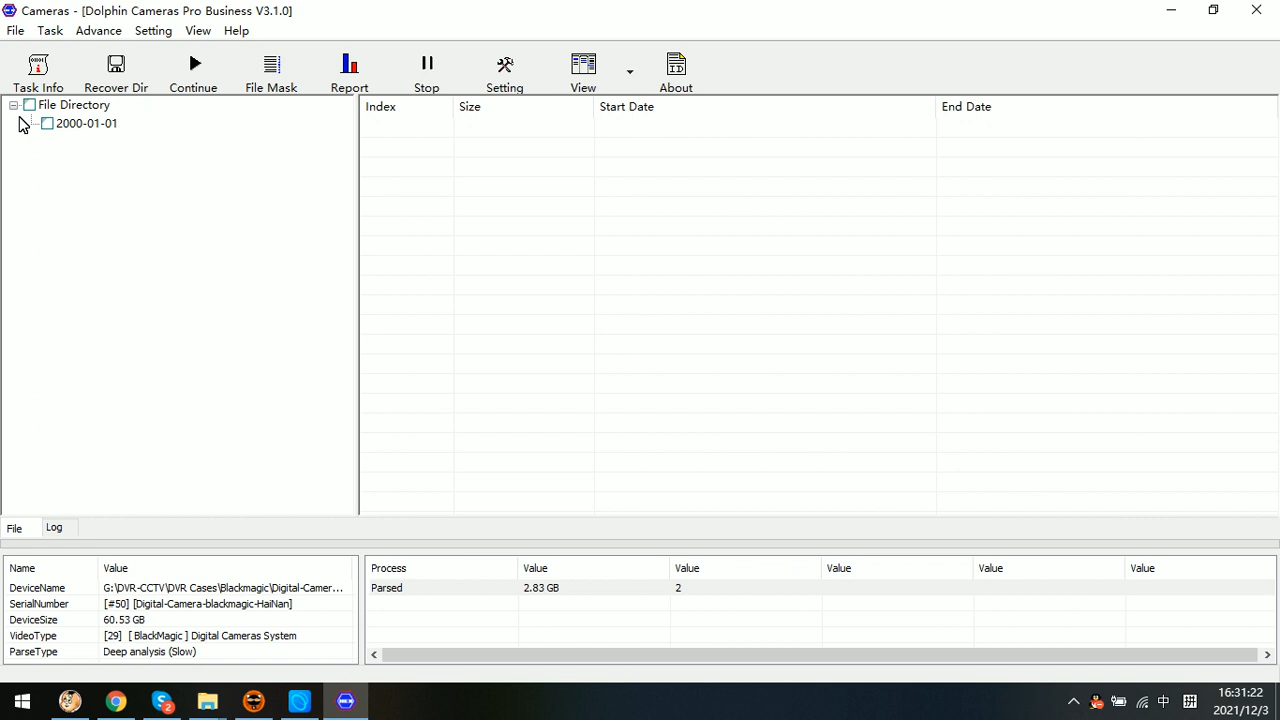 Cameras - [Dolphin Cameras Pro Business V3.1.0]
File Task Advance Setting View Help
Task Info Recover Dir Continue File Mask Report Stop Setting View About
File Directory
2000-01-01
Index Size Start Date End Date
File Log
Name Value
DeviceName G:\DVR-CCTV\DVR Cases\Blackmagic\Digital-Camer...
SerialNumber [#50] [Digital-Camera-blackmagic-HaiNan]
DeviceSize 60.53 GB
VideoType [29] [ BlackMagic ] Digital Cameras System
ParseType Deep analysis (Slow)
Process Value Value Value Value Value
Parsed 2.83 GB 2
2
中 拼
16:31:22
2021/12/3